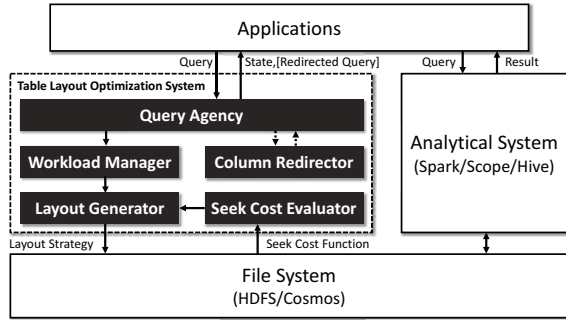 Applications
Query
State,[Redirected Query]
Query
Result
Table Layout Optimization System
Query Agency
Workload Manager
Column Redirector
Layout Generator
Seek Cost Evaluator
Analytical System
(Spark/Scope/Hive)
Layout Strategy
Seek Cost Function
File System
(HDFS/Cosmos)